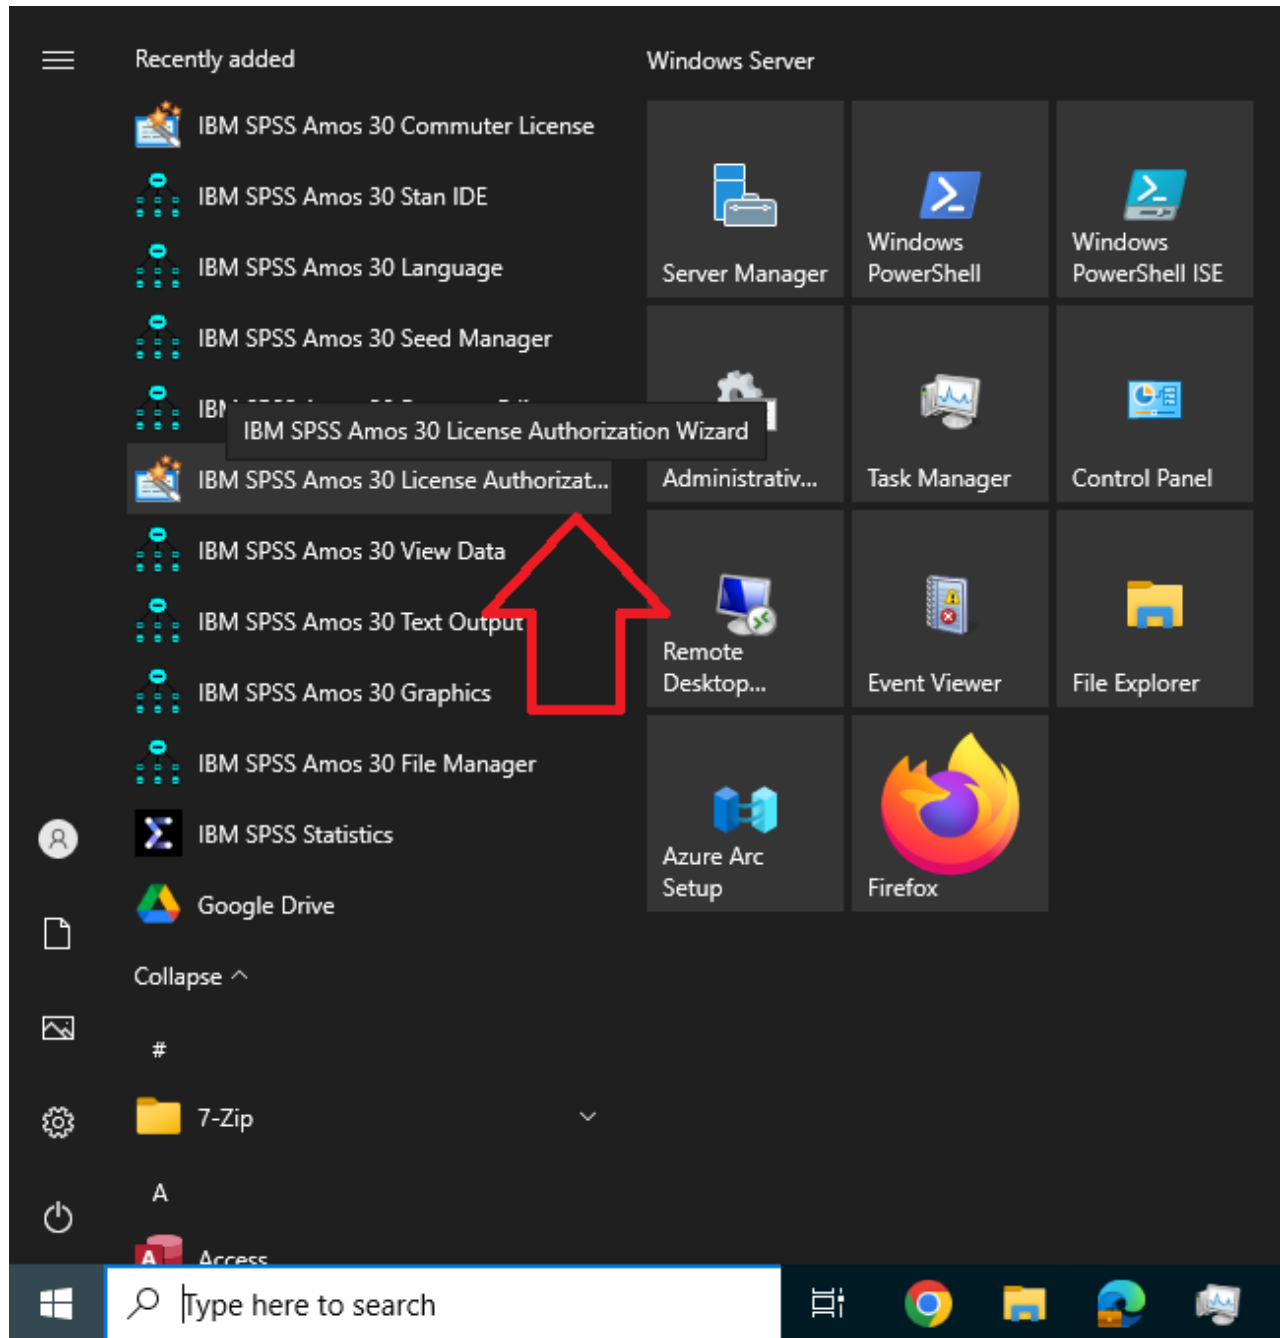 Recently added
IBM SPSS Amos 30 Commuter License
IBM SPSS Amos 30 Stan IDE
IBM SPSS Amos 30 Language
IBM SPSS Amos 30 Seed Manager
IBM SPSS Amos 30 License Authorization Wizard
IBM SPSS Amos 30 License Authorizat...
IBM SPSS Amos 30 View Data
IBM SPSS Amos 30 Text Output
IBM SPSS Amos 30 Graphics
IBM SPSS Amos 30 File Manager
IBM SPSS Statistics
Google Drive
Collapse
#
7-Zip
A
Access
Windows Server
Server Manager
Windows
PowerShell
Windows
PowerShell ISE
Administrativ...
Task Manager
Control Panel
Remote
Desktop...
Event Viewer
File Explorer
Azure Arc
Setup
Firefox
Type here to search